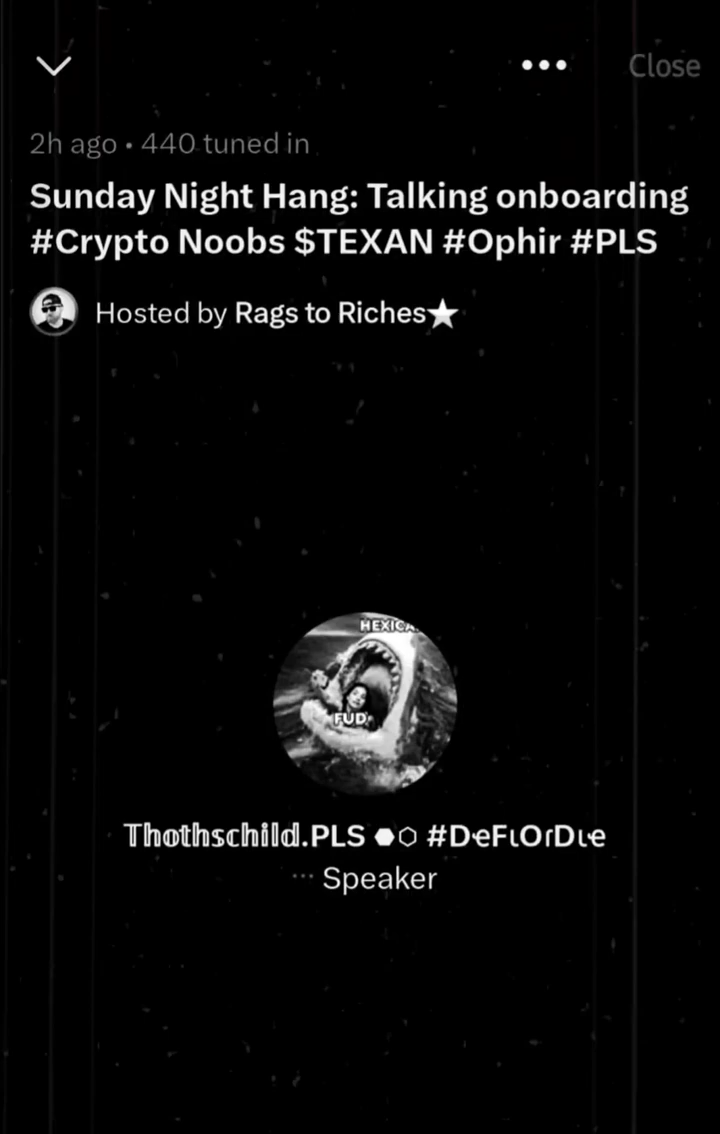 Close
2h ago • 440 tuned in
Sunday Night Hang: Talking onboarding
#Crypto Noobs $TEXAN #Ophir #PLS
Hosted by Rags to Riches★
HEXICA
FUD
𝕋𝕙𝕠𝕥𝕙𝕤𝕔𝕙𝕚𝕝𝕕.PLS ⬣⬡ #DҽFιOɾDιҽ
Speaker